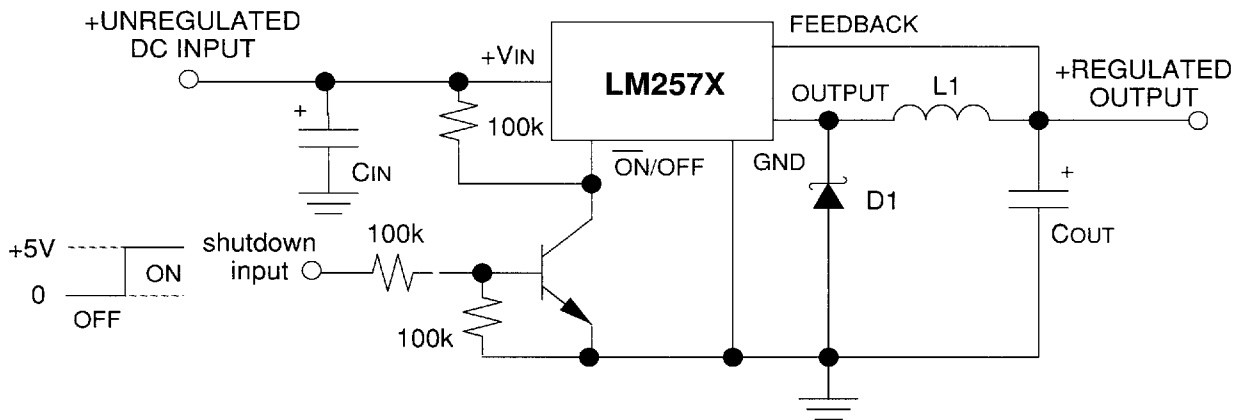 +UNREGULATED
DC INPUT
+VIN
LM257X
FEEDBACK
OUTPUT
L1
+REGULATED
OUTPUT
+
100k
CIN
ON/OFF
GND
D1
+
COUT
+5V
0
ON
OFF
shutdown
input
100k
100k